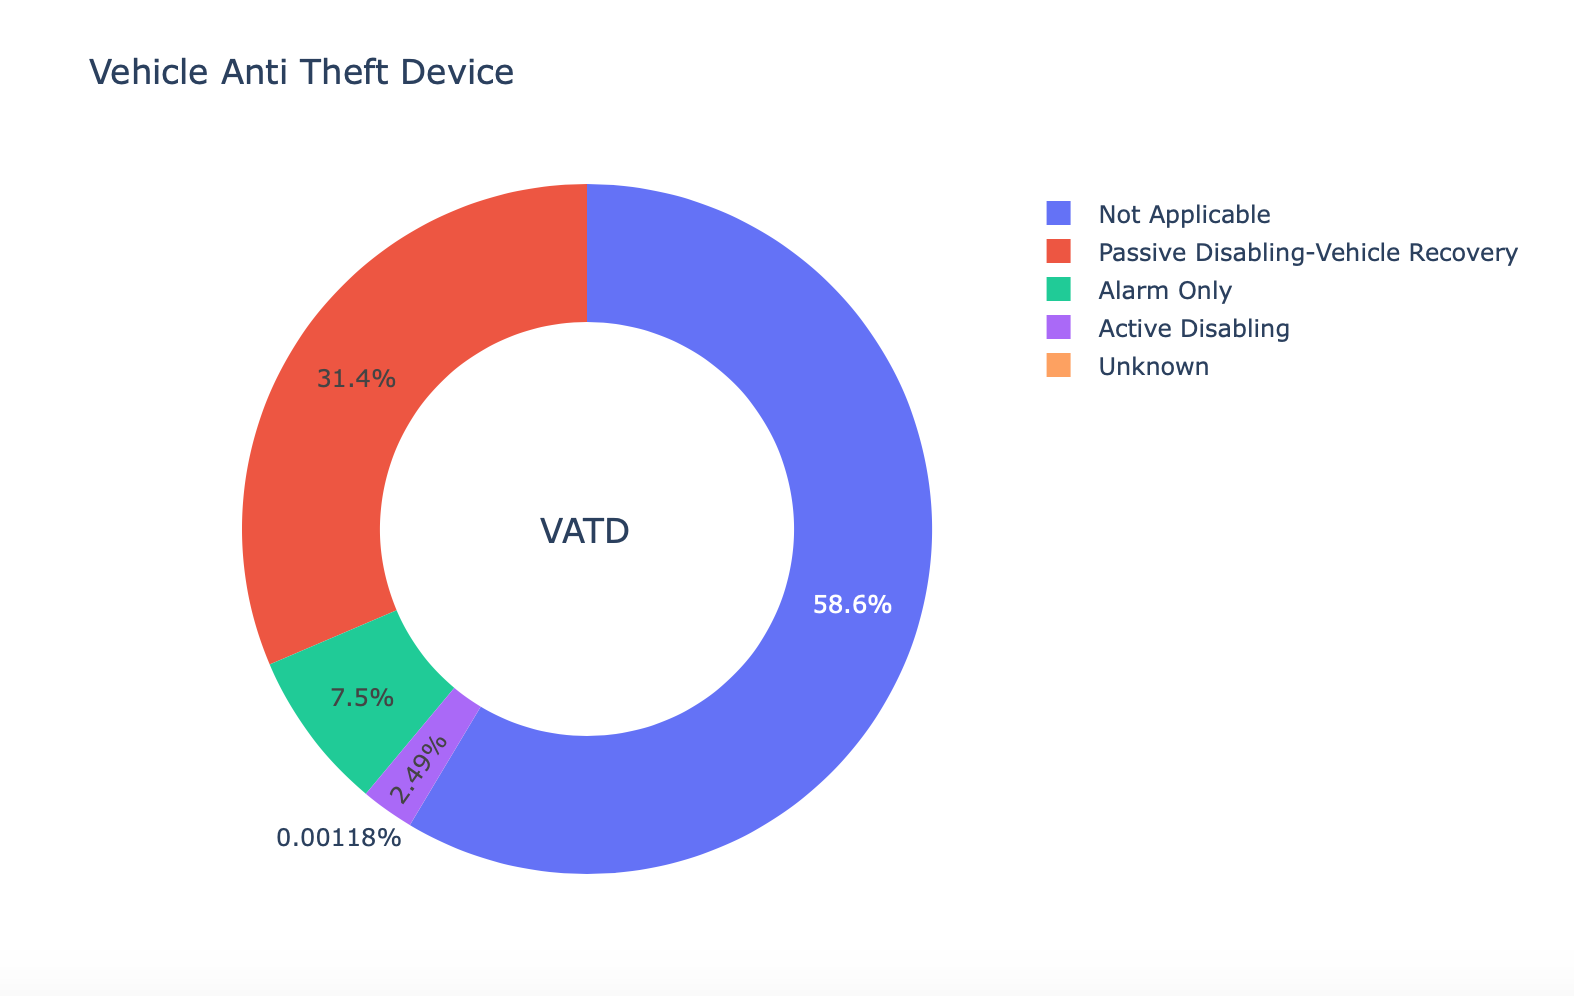 Vehicle Anti Theft Device
Not Applicable
Passive Disabling-Vehicle Recovery
Alarm Only
Active Disabling
Unknown
31.4%
VATD
58.6%
7.5%
2.49%
0.00118%